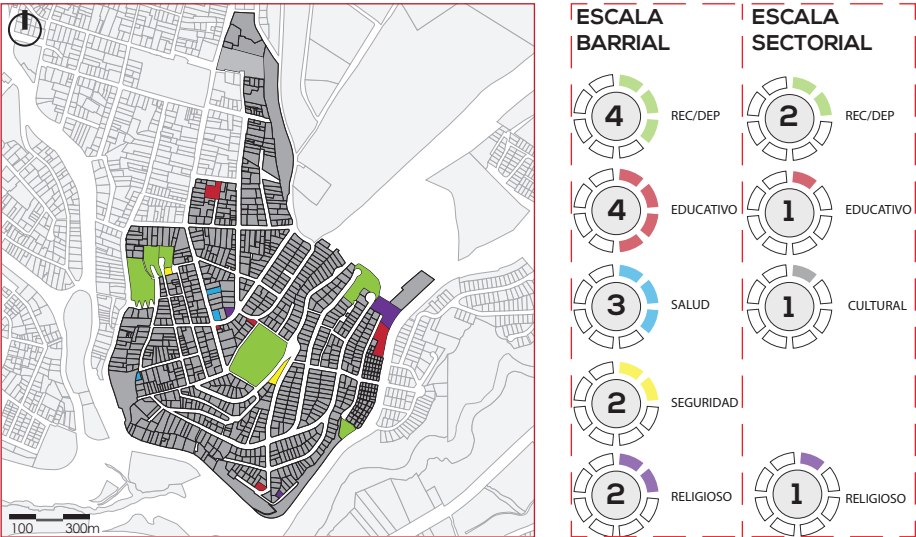 100
300m
ESCALA
BARRIAL
4
REC/DEP
4
EDUCATIVO
3
SALUD
2
SEGURIDAD
2
RELIGIOSO
ESCALA
SECTORIAL
2
REC/DEP
1
EDUCATIVO
1
CULTURAL
1
RELIGIOSO